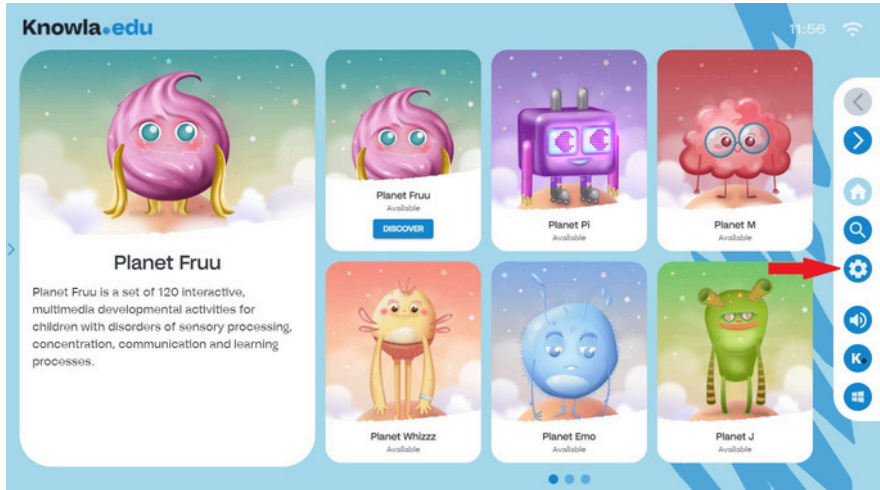 Knowla.edu
11:56
Planet Fruu
Planet Fruu is a set of 120 interactive,
multimedia developmental activities for
children with disorders of sensory processing,
concentration, communication and learning
processes.
Planet Fruu
Available
DISCOVER
Planet Pi
Available
Planet M
Available
Planet Whizzz
Available
Planet Emo
Available
Planet J
Available
K.